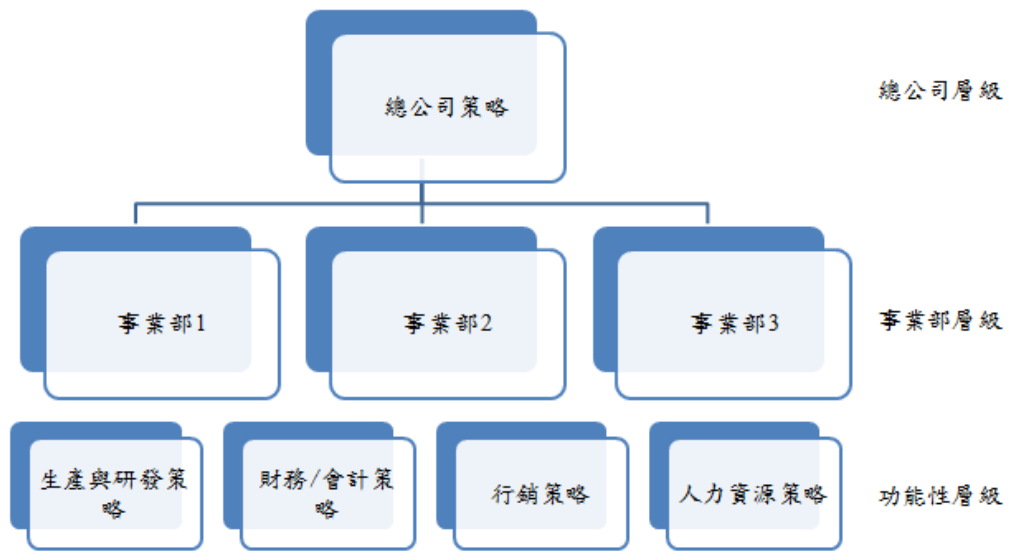 總公司策略
總公司層級
事業部1
事業部2
事業部3
事業部層級
生產與研發策
略
財務/會計策
略
行銷策略
人力資源策略
功能性層級